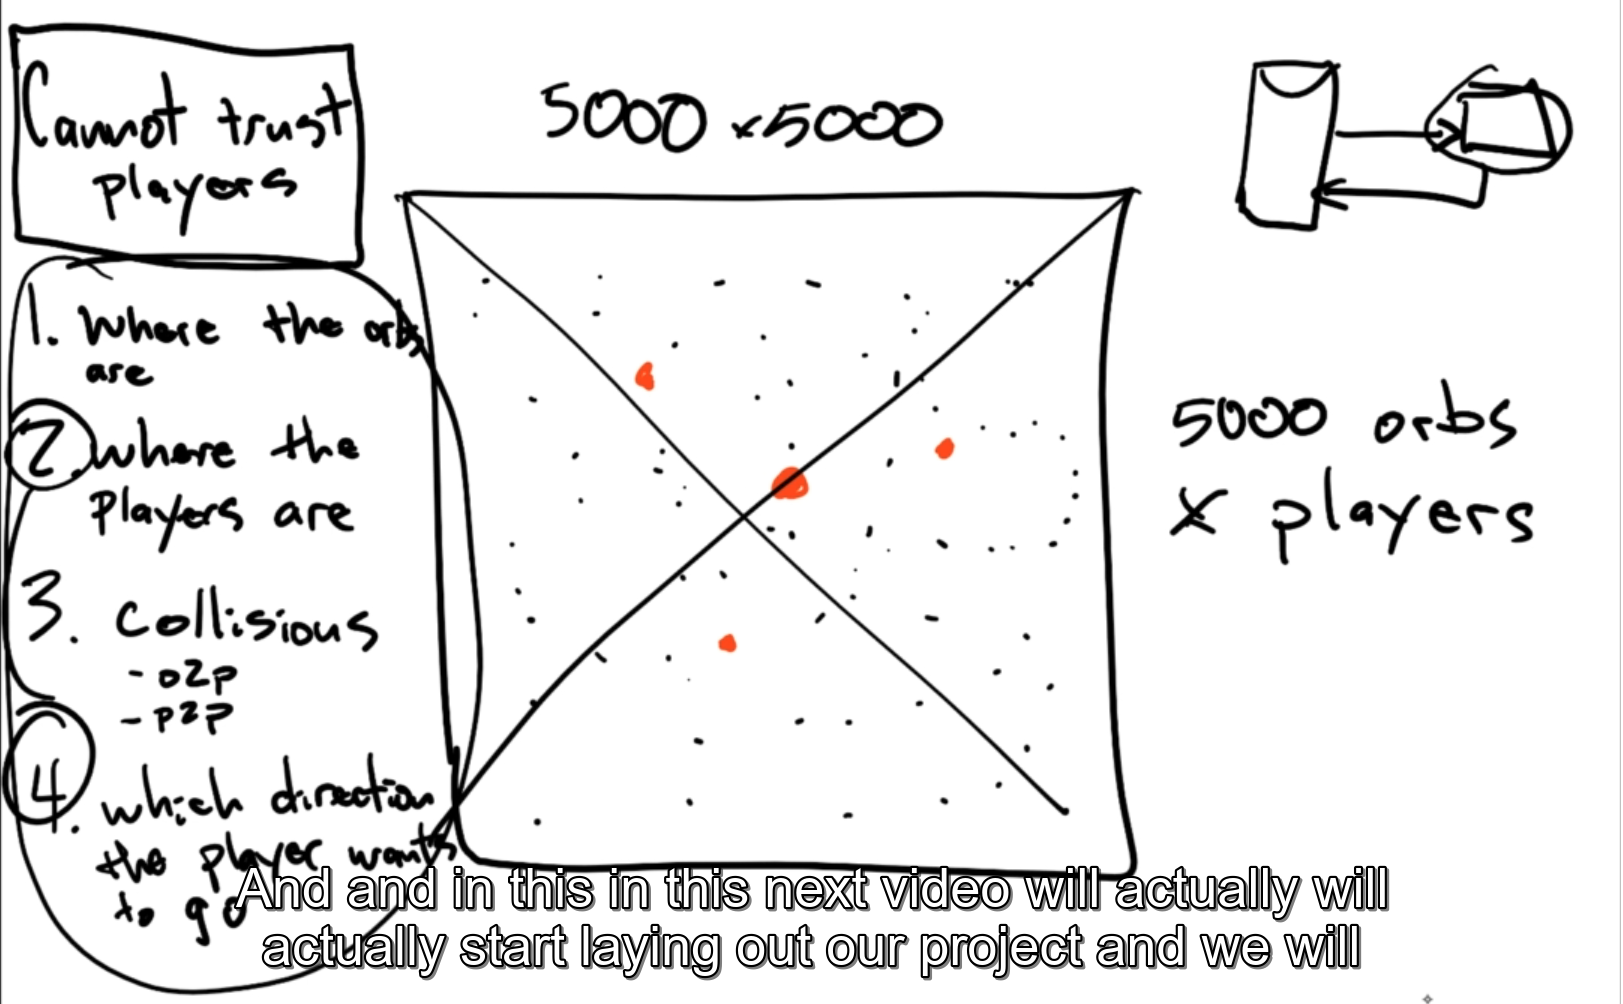 Cannot trust
players
5000 x 5000
1. Where the orbs
are
2. Where the
Players are
3. Collisions
- o2p
- P2P
4. which direction
the player wants
to go
5000 orbs
x players
And and in this in this next video will actually will
actually start laying out our project and we will